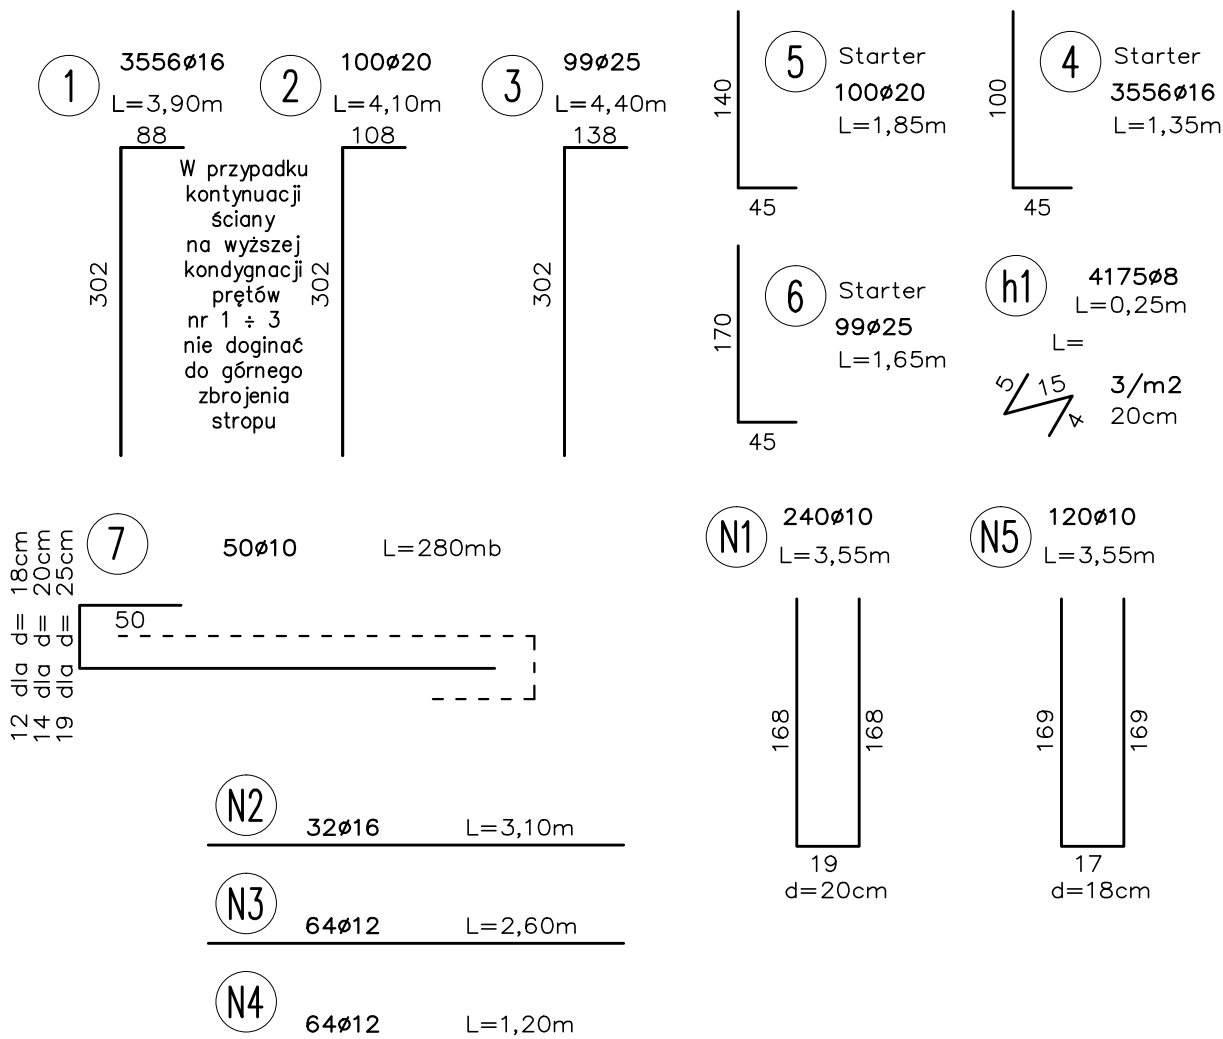 1
3556ø16
L=3,90m
88
302
2
100ø20
L=4,10m
108
302
3
99ø25
L=4,40m
138
302
W przypadku
kontynuacji
ściany
na wyższej
kondygnacji
prętów
nr 1 ÷ 3
nie doginać
do górnego
zbrojenia
stropu
5
Starter
100ø20
L=1,85m
140
45
4
Starter
3556ø16
L=1,35m
100
45
6
Starter
99ø25
L=1,65m
170
45
h1
4175ø8
L=0,25m
L=
5
15
4
3/m2
20cm
7
50ø10
L=280mb
12 dla d= 18cm
14 dla d= 20cm
19 dla d= 25cm
50
N1
240ø10
L=3,55m
168
168
19
d=20cm
N5
120ø10
L=3,55m
169
169
17
d=18cm
N2
32ø16
L=3,10m
N3
64ø12
L=2,60m
N4
64ø12
L=1,20m